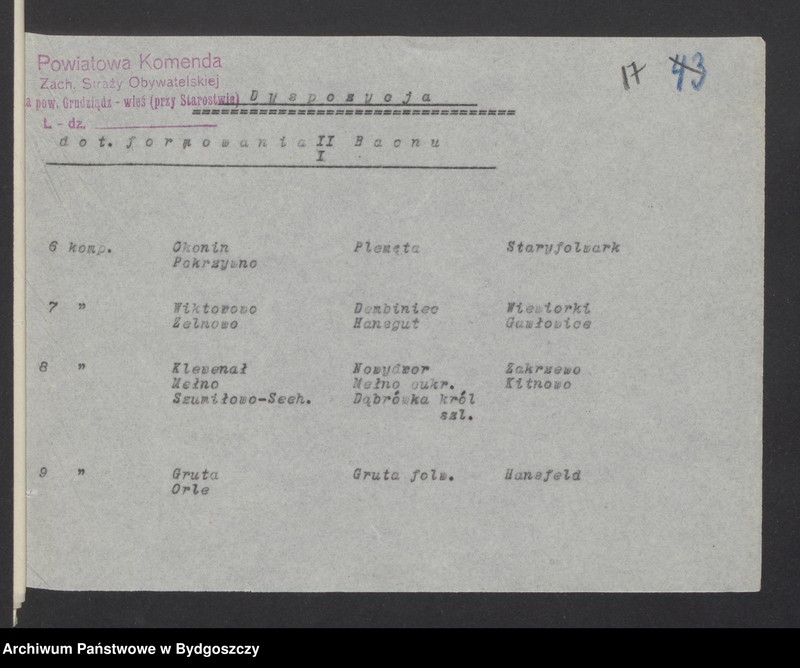 Powiatowa Komenda
Zach. Straży Obywatelskiej
a pow. Grudziądz - wieś (przy Starostwie)
L. - dz.
17 43
Dyspozycja
dot. formowania II Baonu
I
6 komp. Okonin Plemęta Staryfolwark
Pokrzywno
7 " Wiktorowo Dembiniec Wiewiorki
Zelnowo Hansgut Gawłowice
8 " Klewenał Nowydwor Zakrzewo
Mełno Mełno cukr. Kitnowo
Szumiłowo-Sech. Dąbrówka król
szl.
9 " Gruta Gruta folw. Hansfeld
Orle
Archiwum Państwowe w Bydgoszczy